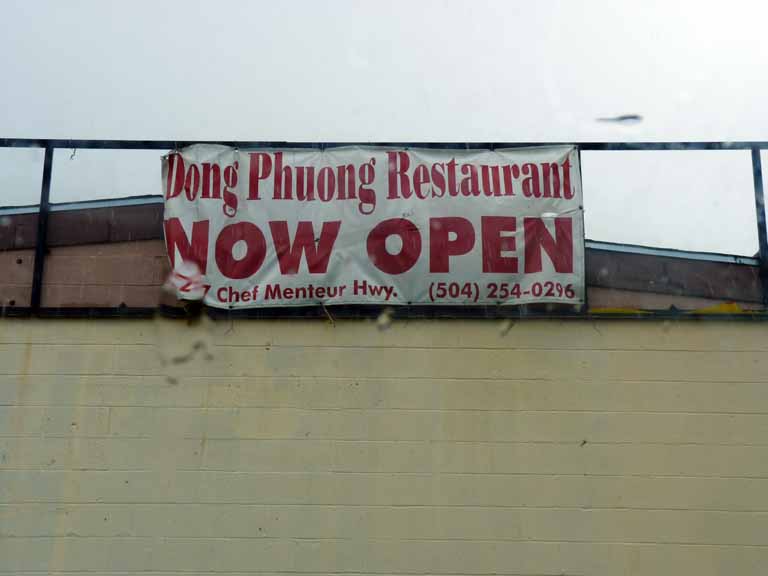 Dong Phuong Restaurant
NOW OPEN
Chef Menteur Hwy. (504) 254-0296